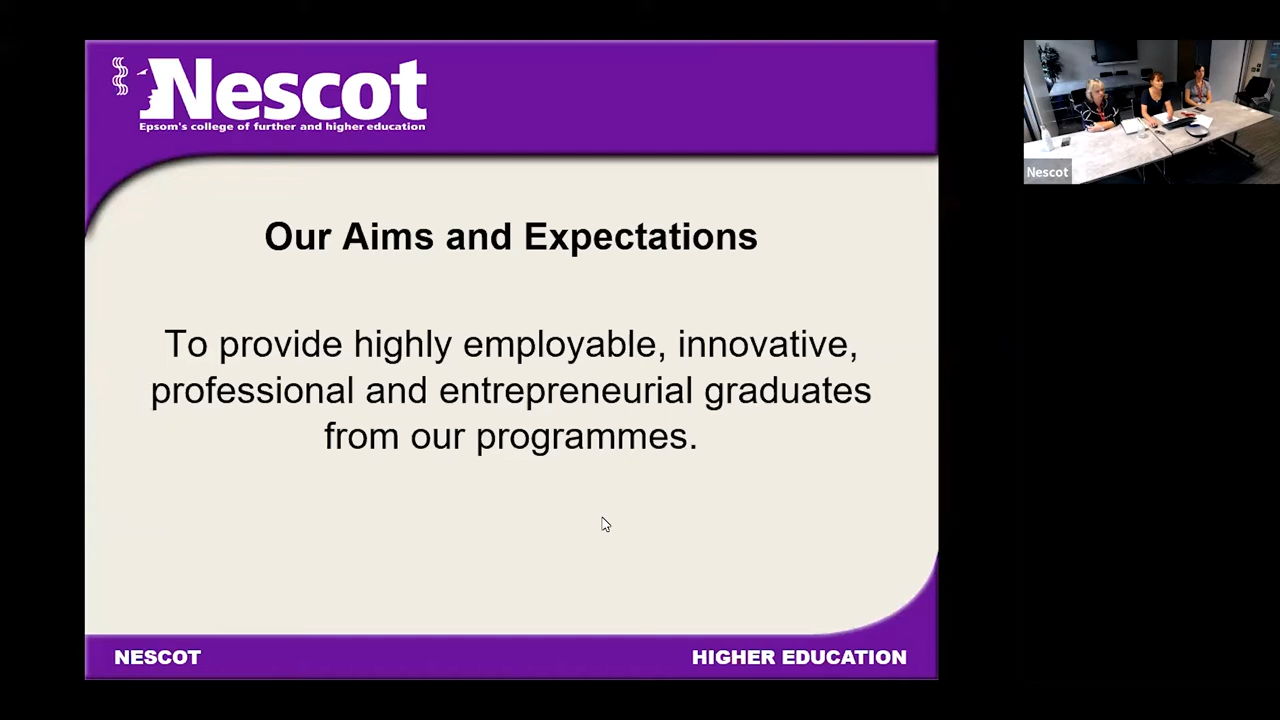 Nescot
Epsom's college of further and higher education
Our Aims and Expectations
To provide highly employable, innovative,
professional and entrepreneurial graduates
from our programmes.
NESCOT
HIGHER EDUCATION
Nescot